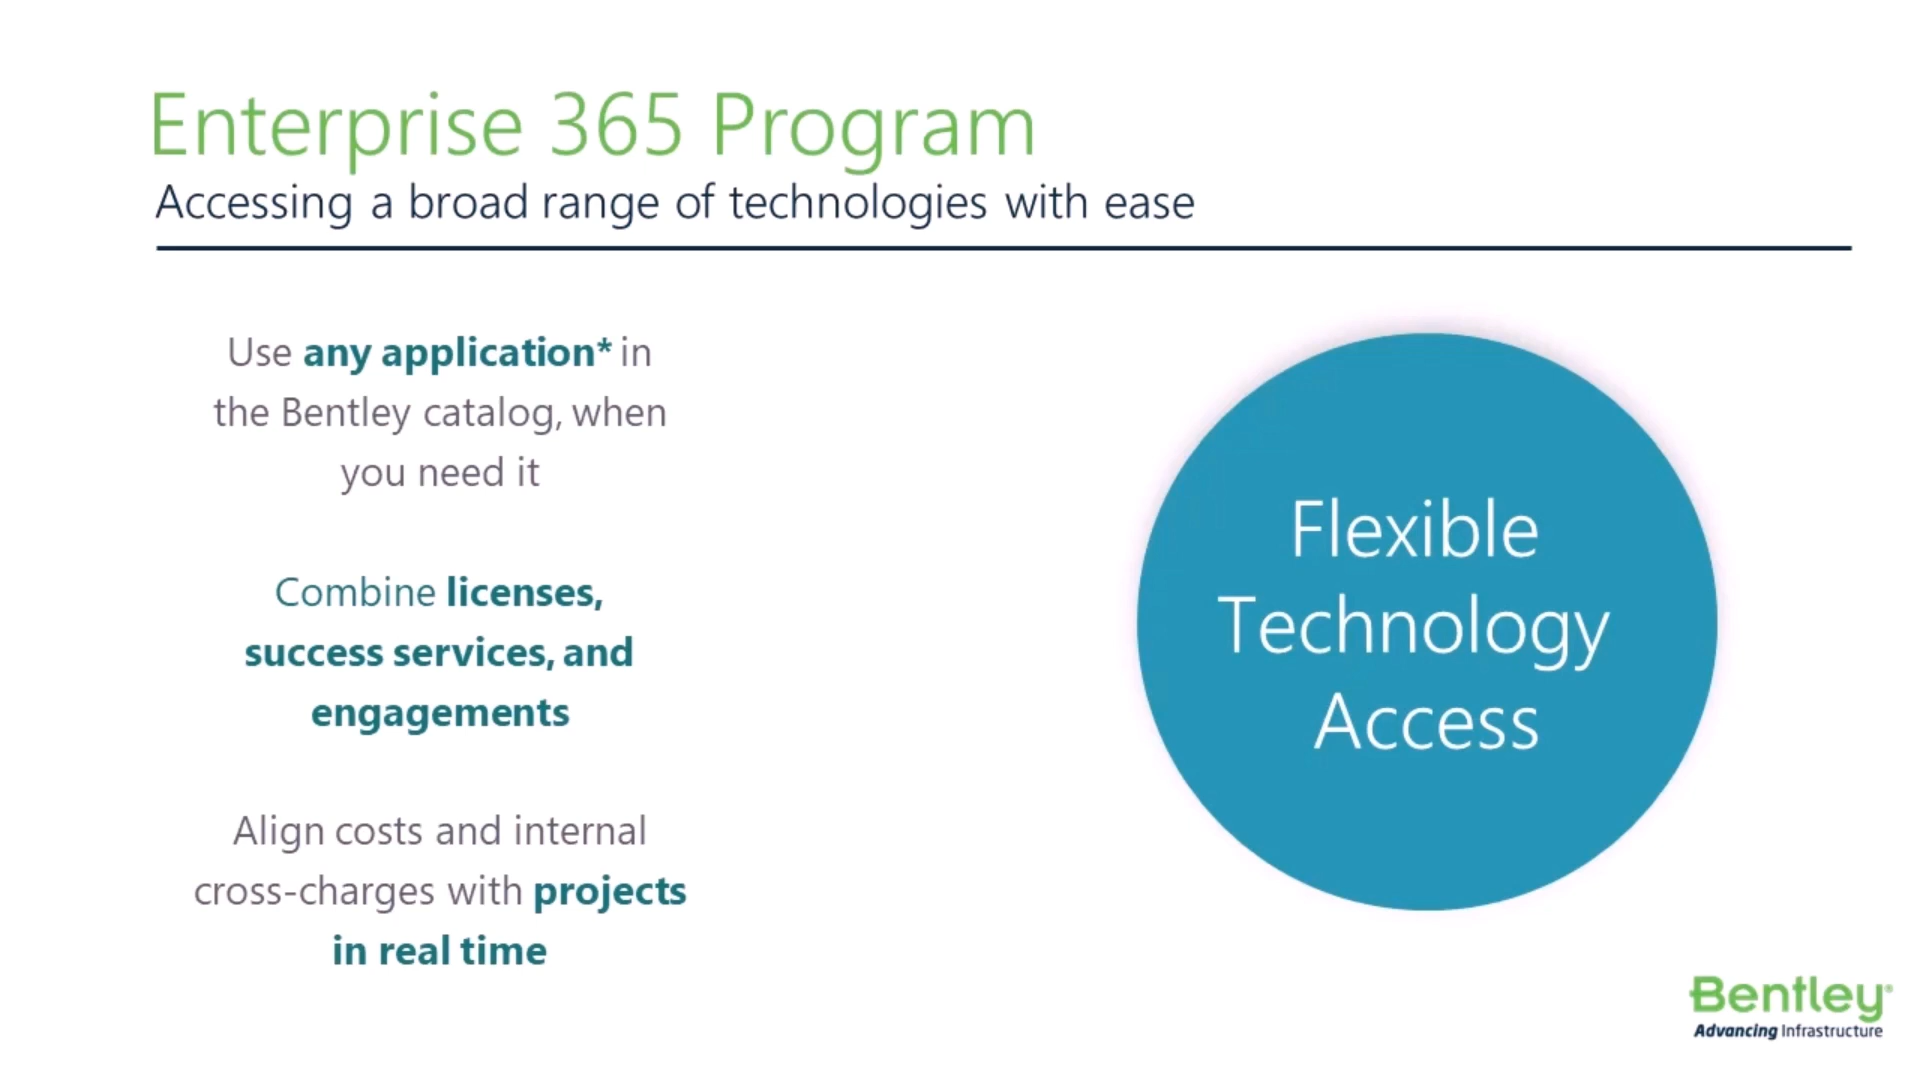 Enterprise 365 Program
Accessing a broad range of technologies with ease
Use any application* in
the Bentley catalog, when
you need it
Combine licenses,
success services, and
engagements
Align costs and internal
cross-charges with projects
in real time
Flexible
Technology
Access
Bentley®
Advancing Infrastructure